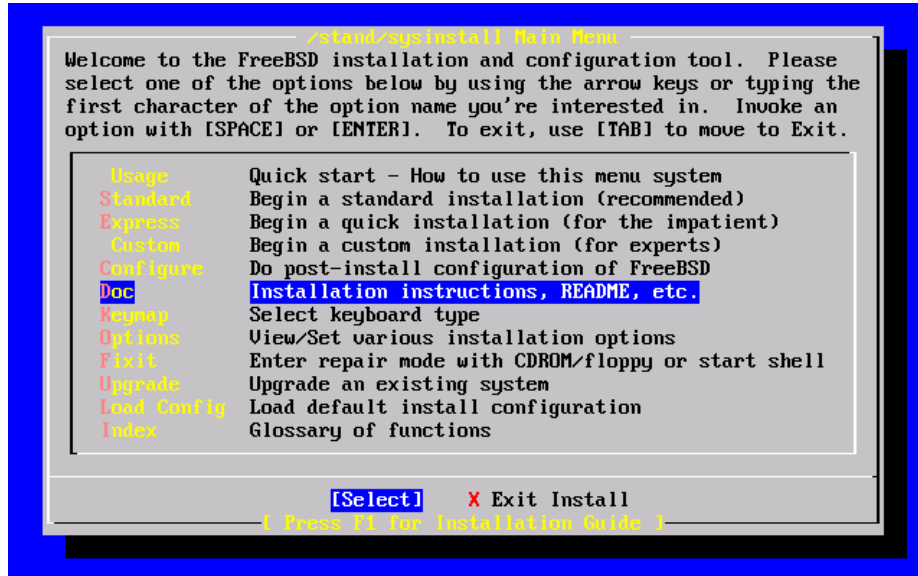 /stand/sysinstall Main Menu
Welcome to the FreeBSD installation and configuration tool.  Please
select one of the options below by using the arrow keys or typing the
first character of the option name you're interested in.  Invoke an
option with [SPACE] or [ENTER].  To exit, use [TAB] to move to Exit.
Usage Quick start - How to use this menu system
Standard Begin a standard installation (recommended)
Express Begin a quick installation (for the impatient)
Custom Begin a custom installation (for experts)
Configure Do post-install configuration of FreeBSD
Doc Installation instructions, README, etc.
Keymap Select keyboard type
Options View/Set various installation options
Fixit Enter repair mode with CDROM/floppy or start shell
Upgrade Upgrade an existing system
Load Config Load default install configuration
Index Glossary of functions
[Select] X Exit Install
[ Press F1 for Installation Guide ]